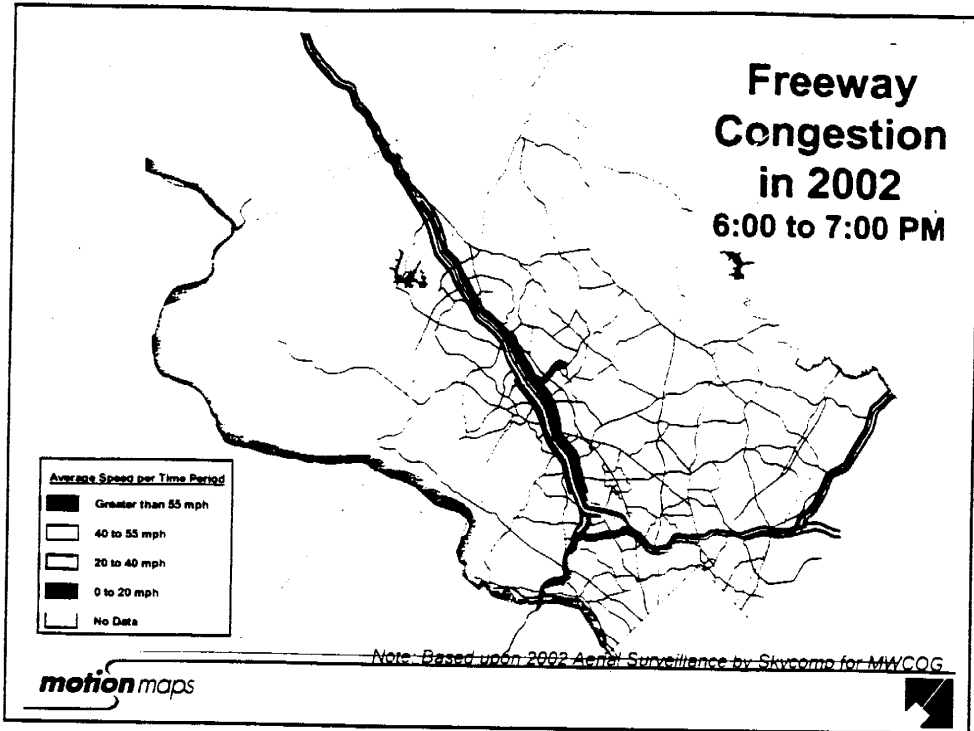 Freeway
Congestion
in 2002
6:00 to 7:00 PM
Average Speed per Time Period
Greater than 55 mph
40 to 55 mph
20 to 40 mph
0 to 20 mph
No Data
Note: Based upon 2002 Aerial Surveillance by Skycomp for MWCOG
motion maps